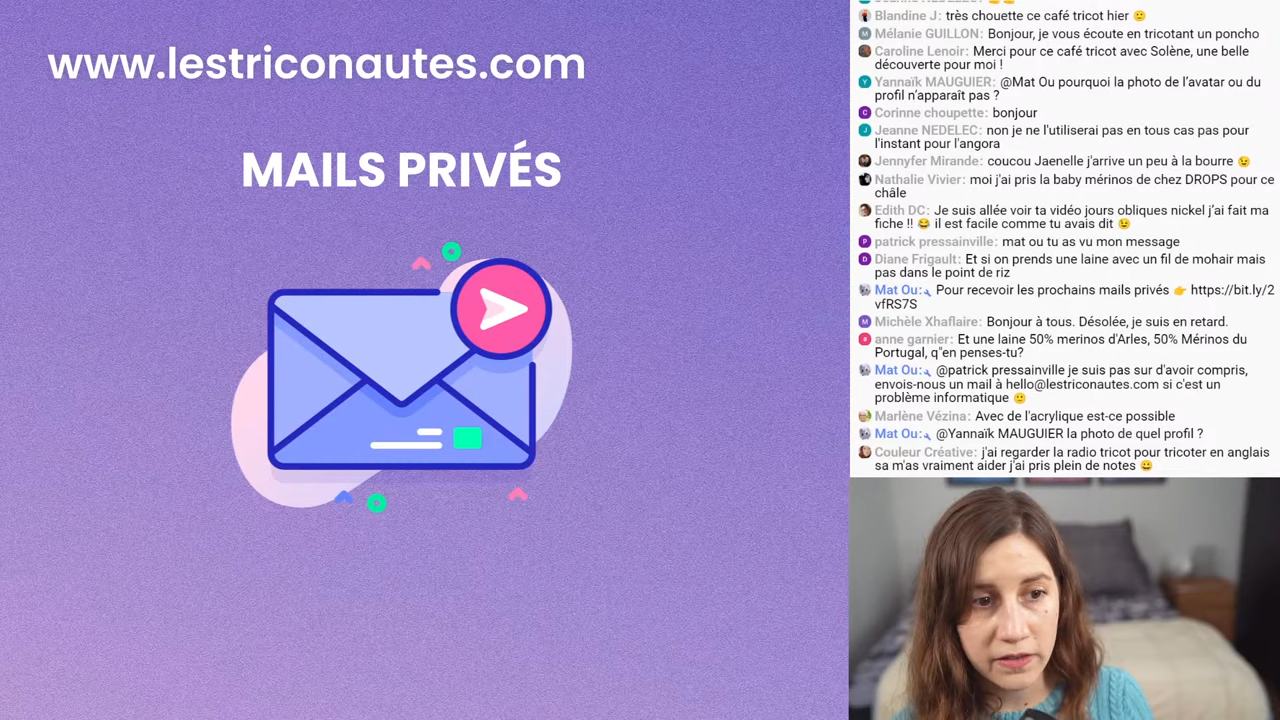 www.lestriconautes.com
MAILS PRIVÉS
Blandine J: très chouette ce café tricot hier 🙂
M Mélanie GUILLON: Bonjour, je vous écoute en tricotant un poncho
Caroline Lenoir: Merci pour ce café tricot avec Solène, une belle
découverte pour moi !
Y Yannaïk MAUGUIER: @Mat Ou pourquoi la photo de l’avatar ou du
profil n’apparaît pas ?
C Corinne choupette: bonjour
J Jeanne NEDELEC: non je ne l'utiliserai pas en tous cas pas pour
l'instant pour l'angora
Jennyfer Mirande: coucou Jaenelle j'arrive un peu à la bourre 😉
Nathalie Vivier: moi j'ai pris la baby mérinos de chez DROPS pour ce
châle
Edith DC: Je suis allée voir ta vidéo jours obliques nickel j’ai fait ma
fiche !! 😂 il est facile comme tu avais dit 😉
P patrick pressainville: mat ou tu as vu mon message
D Diane Frigault: Et si on prends une laine avec un fil de mohair mais
pas dans le point de riz
Mat Ou: Pour recevoir les prochains mails privés 👉 https://bit.ly/2
vfRS7S
M Michèle Xhaflaire: Bonjour à tous. Désolée, je suis en retard.
a anne garnier: Et une laine 50% merinos d'Arles, 50% Mérinos du
Portugal, q"en penses-tu?
Mat Ou: @patrick pressainville je suis pas sur d'avoir compris,
envois-nous un mail à hello@lestriconautes.com si c'est un
problème informatique 🙂
Marlène Vézina: Avec de l'acrylique est-ce possible
Mat Ou: @Yannaïk MAUGUIER la photo de quel profil ?
Couleur Créative: j'ai regarder la radio tricot pour tricoter en anglais
sa m'as vraiment aider j'ai pris plein de notes 😀